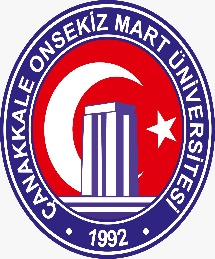 ÇANAKKALE ONSEKİZ MART ÜNİVERSİTESİ
• 1992 •